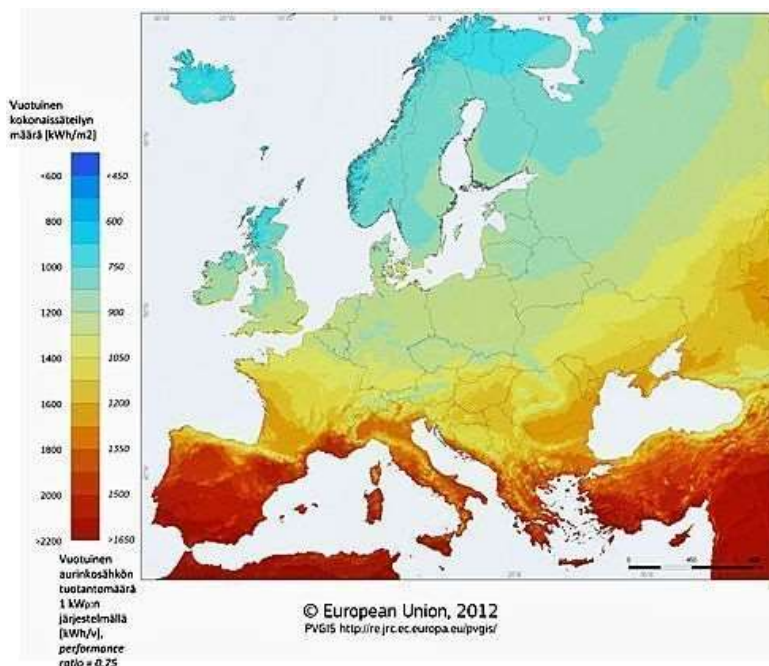 Vuotuinen
kokonaissäteilyn
määrä [kWh/m2]
<600 <450
800 600
1000 750
1200 900
1400 1050
1600 1200
1800 1350
2000 1500
>2200 >1650
Vuotuinen
aurinkosähkön
tuotantomäärä
1 kWp:n
järjestelmällä
[kWh/v],
performance
ratio = 0.75
© European Union, 2012
PVGIS http://re.jrc.ec.europa.eu/pvgis/